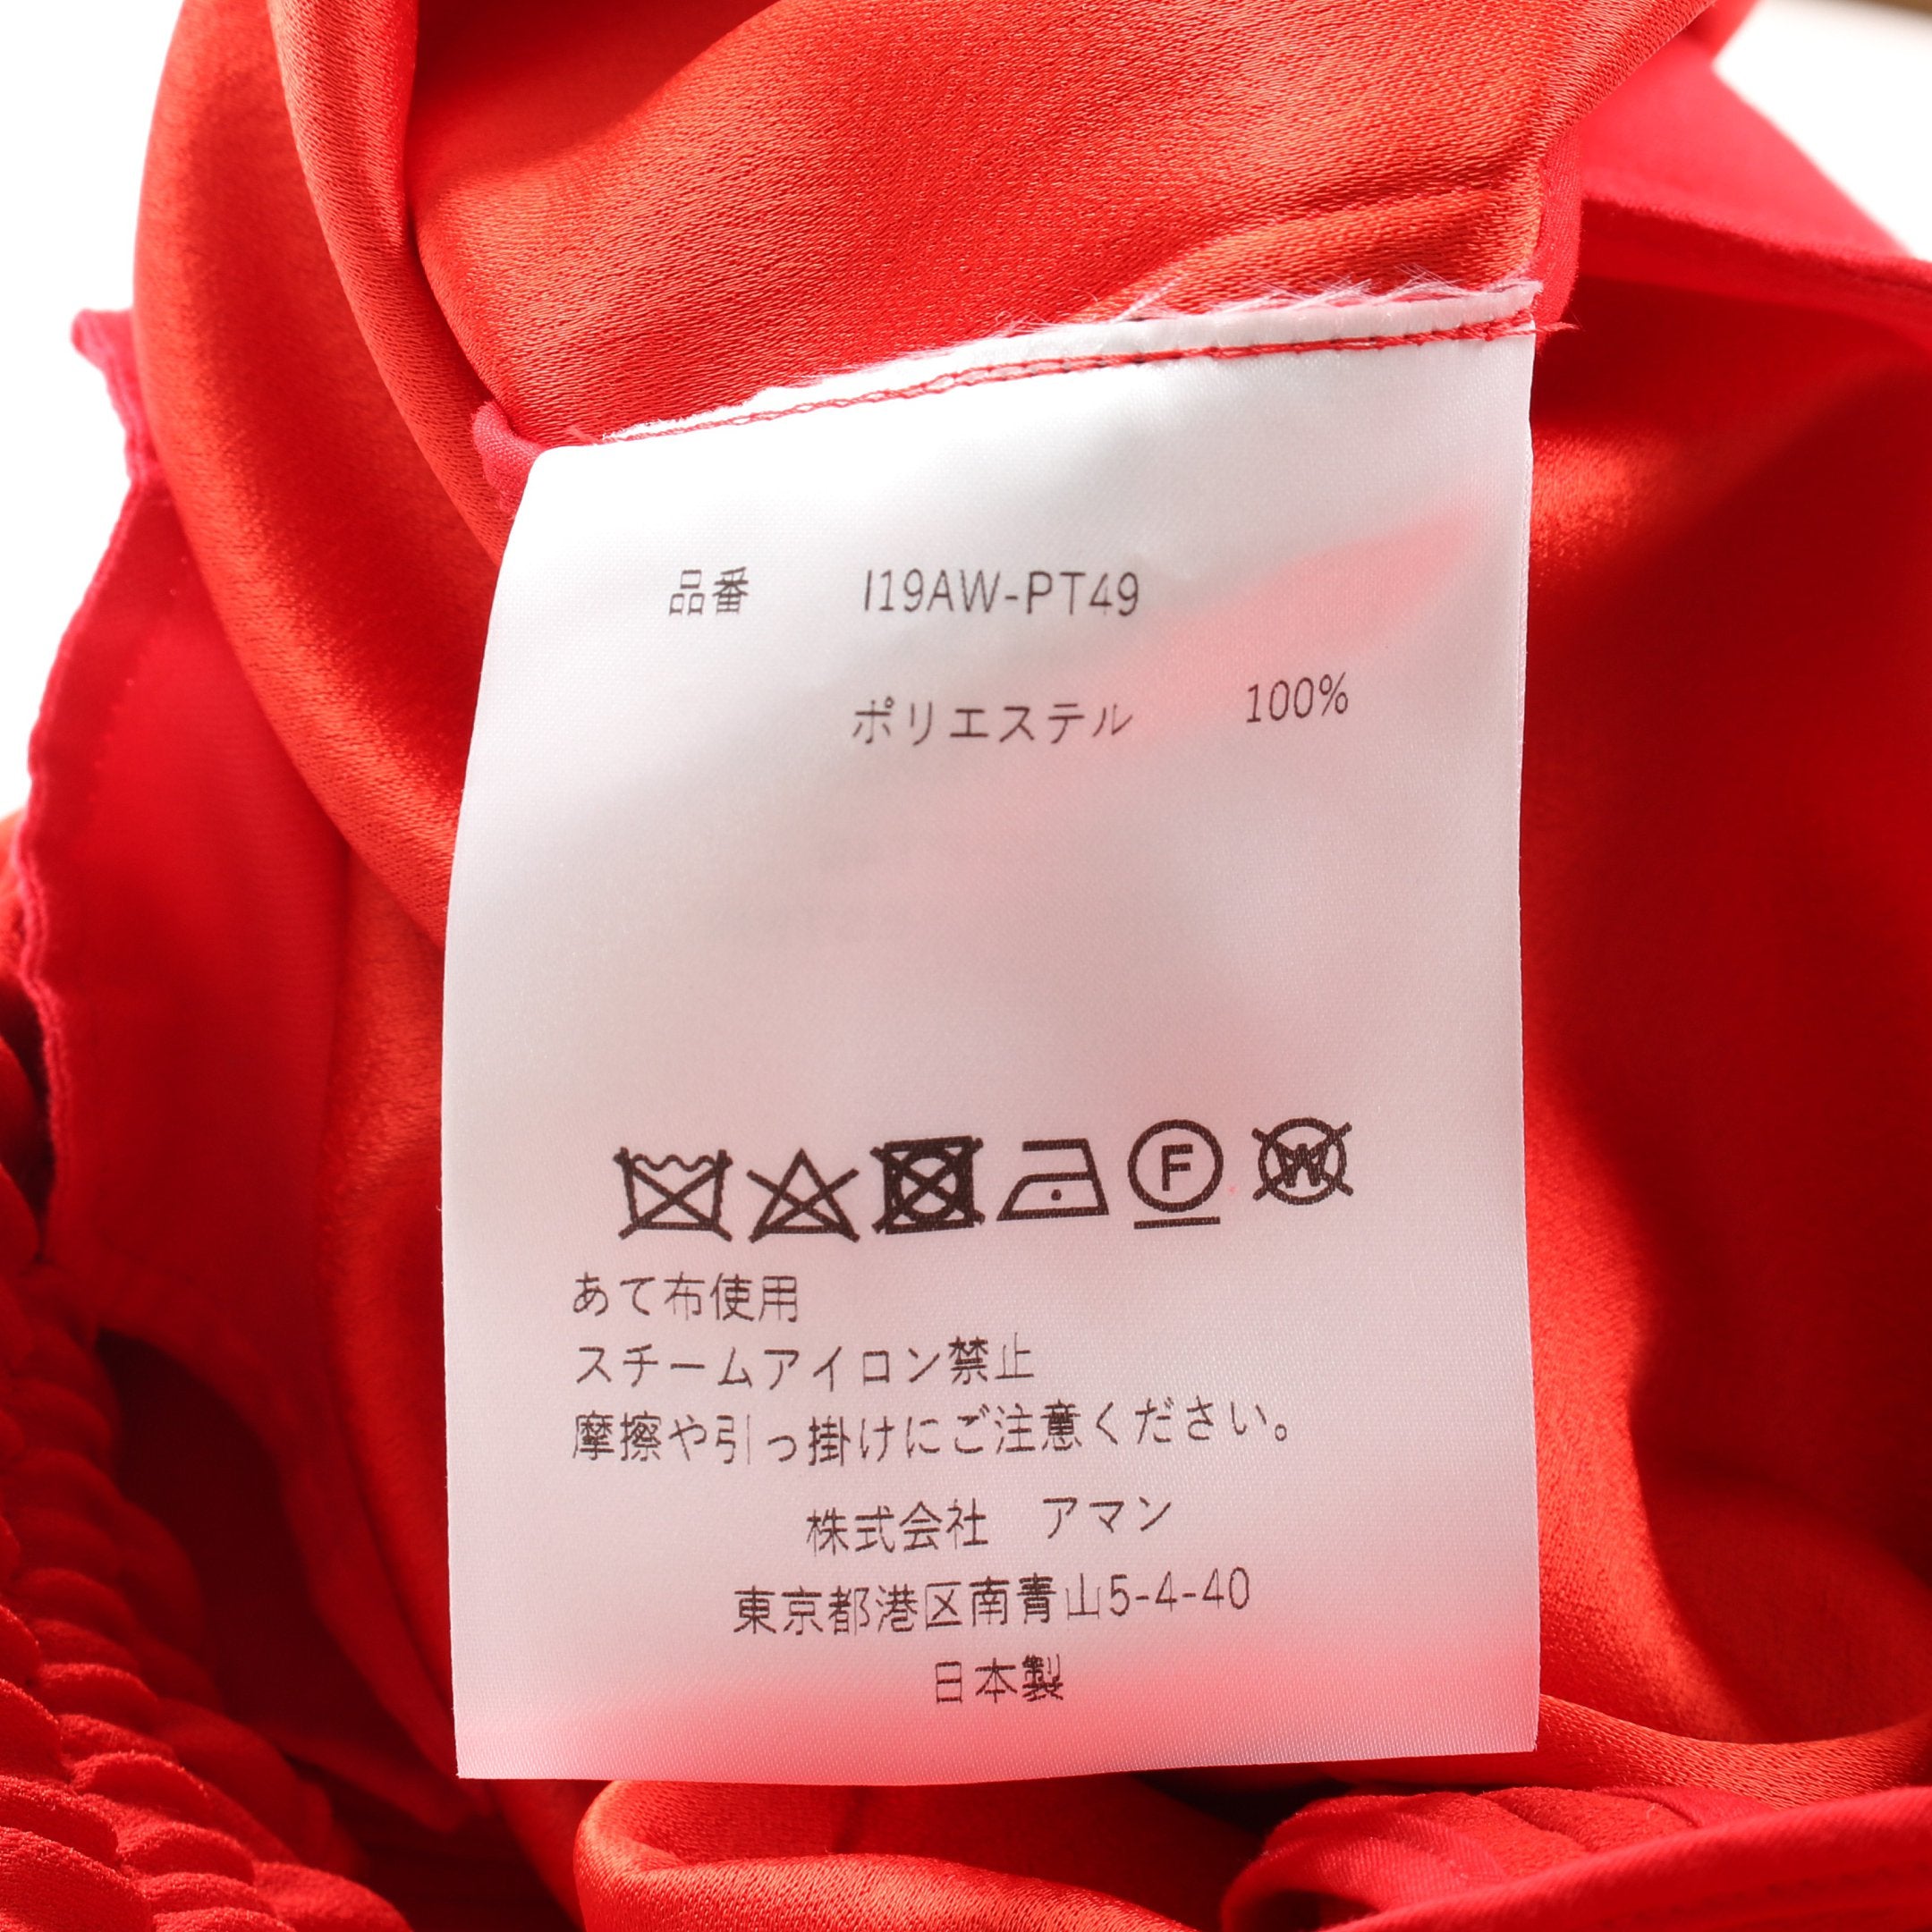 品番 I19AW-PT49
ポリエステル 100%
F W
あて布使用
スチームアイロン禁止
摩擦や引っ掛けにご注意ください。
株式会社 アマン
東京都港区南青山5-4-40
日本製